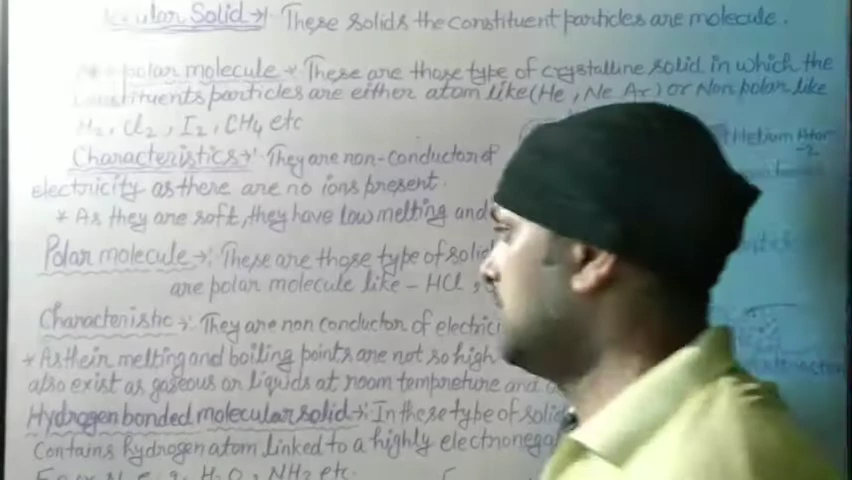 cular Solid → These solids the constituent particles are molecule.
polar molecule → These are those type of crystalline solid in which the
Constituents particles are either atom like (He, Ne Ar) or Non polar like
H2, Cl2, I2, CH4 etc
Helium Atom
-2
Characteristics →: They are non-conductor of
electricity as there are no ions present.
* As they are soft, they have low melting and
Polar molecule →: These are those type of solid
are polar molecule like - HCl,
Characteristic →: They are non conductor of electrici
* As their melting and boiling points are not so high
also exist as gaseous or liquids at room tempreture and
Hydrogen bonded molecular solid →: In these type of solid
Contains hydrogen atom linked to a highly electronega
H2O, NH3 etc.